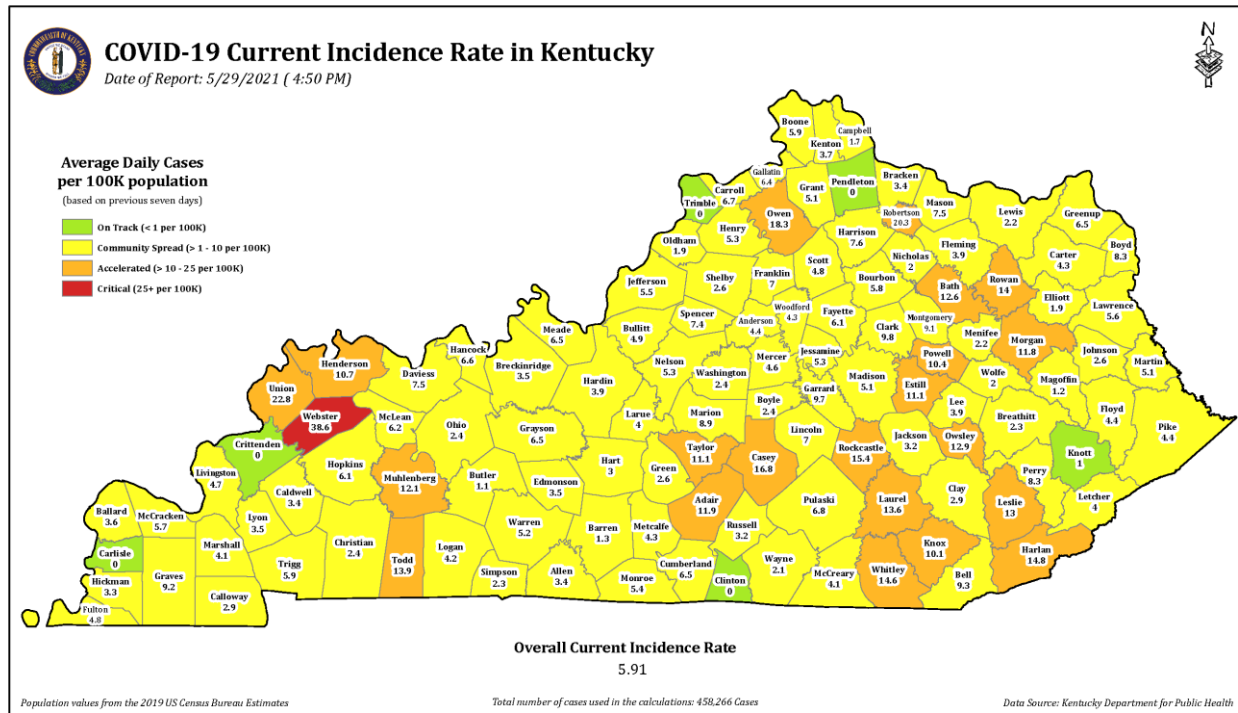 COVID-19 Current Incidence Rate in Kentucky
Date of Report: 5/29/2021 ( 4:50 PM)
N
Average Daily Cases
per 100K population
(based on previous seven days)
On Track (< 1 per 100K)
Community Spread (> 1 - 10 per 100K)
Accelerated (> 10 - 25 per 100K)
Critical (25+ per 100K)
Boone
5.9
Campbell
1.7
Kenton
3.7
Gallatin
6.4
Carroll
6.7
Grant
5.1
Pendleton
0
Bracken
3.4
Trimble
0
Owen
18.3
Mason
7.5
Robertson
20.3
Lewis
2.2
Greenup
6.5
Henry
5.3
Harrison
7.6
Oldham
1.9
Fleming
3.9
Boyd
8.3
Nicholas
2
Carter
4.3
Scott
4.8
Jefferson
5.5
Shelby
2.6
Franklin
7
Bourbon
5.8
Bath
12.6
Rowan
14
Elliott
1.9
Lawrence
5.6
Spencer
7.4
Woodford
4.3
Fayette
6.1
Anderson
4.4
Montgomery
9.1
Bullitt
4.9
Clark
9.8
Menifee
2.2
Morgan
11.8
Meade
6.5
Johnson
2.6
Martin
5.1
Hancock
6.6
Breckinridge
3.5
Nelson
5.3
Mercer
4.6
Jessamine
5.3
Powell
10.4
Henderson
10.7
Daviess
7.5
Washington
2.4
Madison
5.1
Wolfe
2
Magoffin
1.2
Hardin
3.9
Garrard
9.7
Estill
11.1
Union
22.8
Boyle
2.4
Lee
3.9
Floyd
4.4
Webster
38.6
McLean
6.2
Ohio
2.4
Grayson
6.5
Larue
4
Marion
8.9
Breathitt
2.3
Pike
4.4
Crittenden
0
Lincoln
7
Jackson
3.2
Owsley
12.9
Knott
1
Taylor
11.1
Casey
16.8
Rockcastle
15.4
Hart
3
Green
2.6
Hopkins
6.1
Livingston
4.7
Muhlenberg
12.1
Butler
1.1
Edmonson
3.5
Perry
8.3
Clay
2.9
Caldwell
3.4
Adair
11.9
Pulaski
6.8
Laurel
13.6
Leslie
13
Letcher
4
Ballard
3.6
McCracken
5.7
Lyon
3.5
Warren
5.2
Barren
1.3
Metcalfe
4.3
Russell
3.2
Marshall
4.1
Christian
2.4
Logan
4.2
Knox
10.1
Harlan
14.8
Carlisle
0
Todd
13.9
Trigg
5.9
Simpson
2.3
Allen
3.4
Cumberland
6.5
Wayne
2.1
Whitley
14.6
Bell
9.3
Hickman
3.3
Graves
9.2
Monroe
5.4
Clinton
0
McCreary
4.1
Calloway
2.9
Fulton
4.8
Overall Current Incidence Rate
5.91
Population values from the 2019 US Census Bureau Estimates
Total number of cases used in the calculations: 458,266 Cases
Data Source: Kentucky Department for Public Health